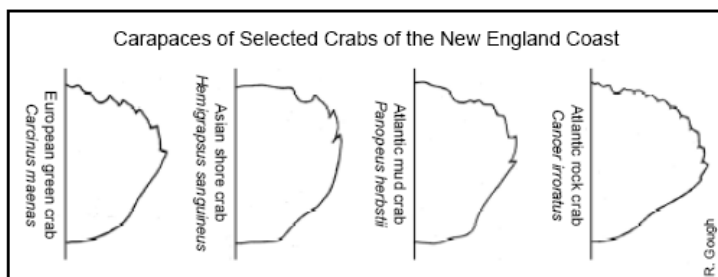 Carapaces of Selected Crabs of the New England Coast
European green crab
Carcinus maenas
Asian shore crab
Hemigrapsus sanguineus
Atlantic mud crab
Panopeus herbstii
Atlantic rock crab
Cancer irroratus
R. Gough